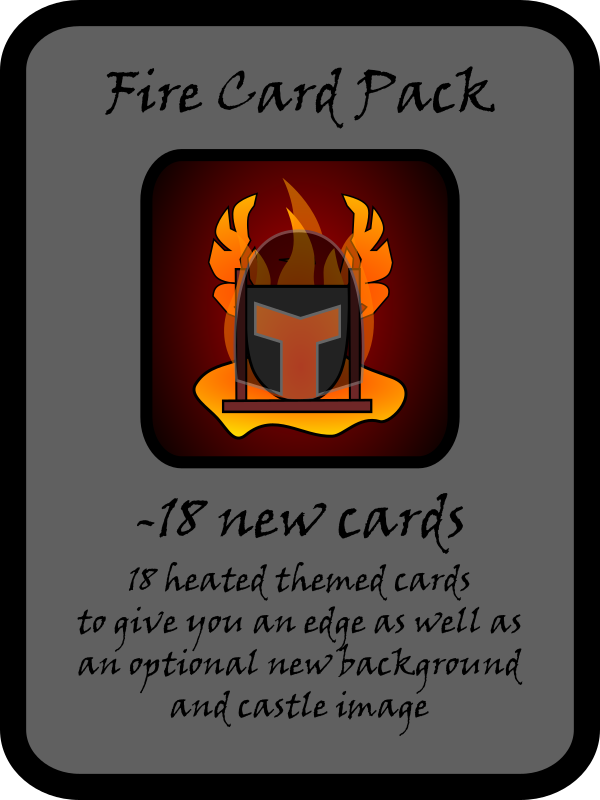 Fire Card Pack
-18 new cards
18 heated themed cards
to give you an edge as well as
an optional new background
and castle image